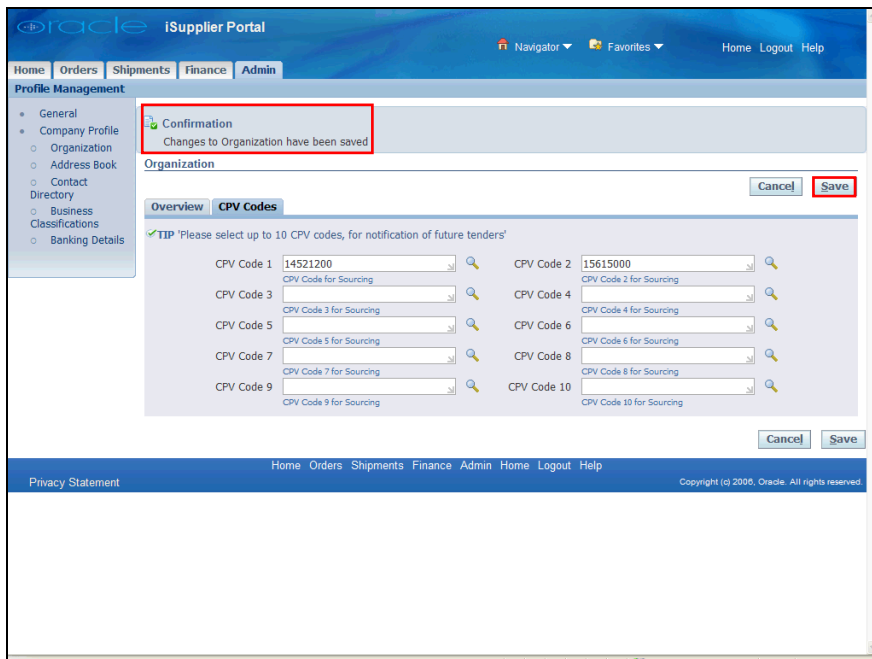 ORACLE iSupplier Portal
Navigator Favorites Home Logout Help
Home Orders Shipments Finance Admin
Profile Management
General
Company Profile
Organization
Address Book
Contact
Directory
Business
Classifications
Banking Details
Confirmation
Changes to Organization have been saved
Organization
Cancel Save
Overview CPV Codes
TIP 'Please select up to 10 CPV codes, for notification of future tenders'
CPV Code 1 14521200 CPV Code 2 15615000
CPV Code for Sourcing CPV Code 2 for Sourcing
CPV Code 3 CPV Code 4
CPV Code 3 for Sourcing CPV Code 4 for Sourcing
CPV Code 5 CPV Code 6
CPV Code 5 for Sourcing CPV Code 6 for Sourcing
CPV Code 7 CPV Code 8
CPV Code 7 for Sourcing CPV Code 8 for Sourcing
CPV Code 9 CPV Code 10
CPV Code 9 for Sourcing CPV Code 10 for Sourcing
Cancel Save
Home Orders Shipments Finance Admin Home Logout Help
Privacy Statement Copyright (c) 2006, Oracle. All rights reserved.